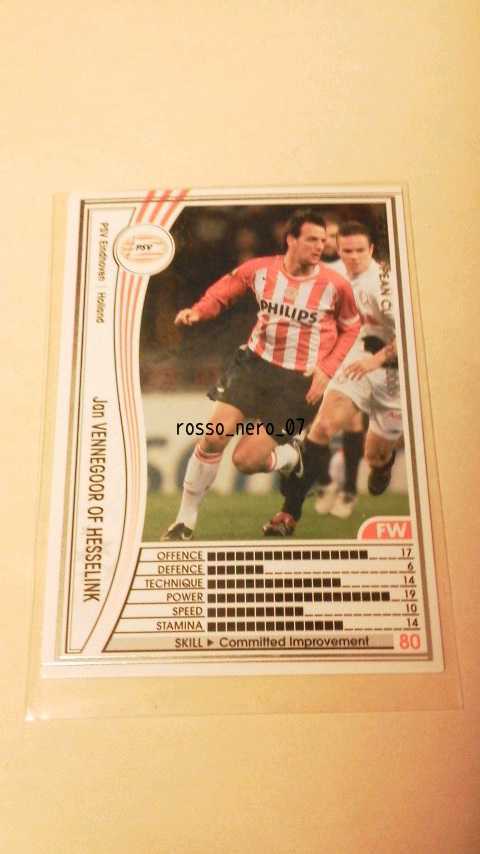 PSV
PSV Eindhoven | Holland
Jan VENNEGOOR OF HESSELINK
PHILIPS
rosso_nero_07
FW
OFFENCE 17
DEFENCE 6
TECHNIQUE 14
POWER 19
SPEED 10
STAMINA 14
SKILL ▶ Committed Improvement 80